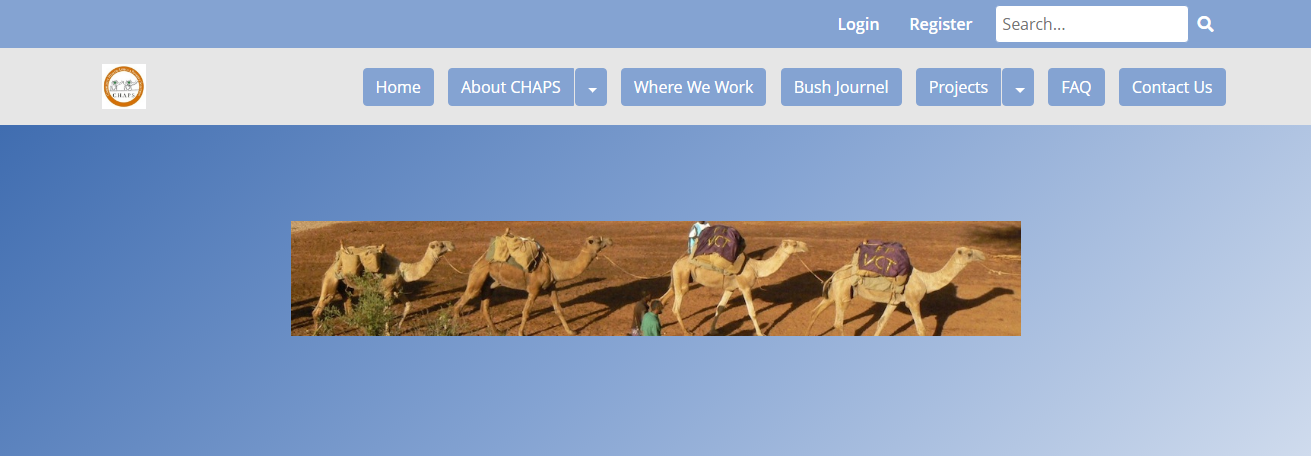 Login Register Search...
CHAPS
Home About CHAPS Where We Work Bush Journel Projects FAQ Contact Us
VCT VCT